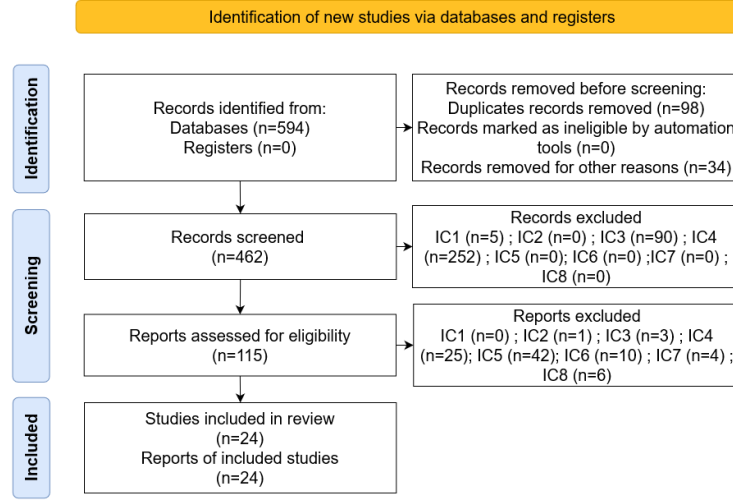 Identification of new studies via databases and registers
Identification
Records identified from:
Databases (n=594)
Registers (n=0)
Records removed before screening:
Duplicates records removed (n=98)
Records marked as ineligible by automation
tools (n=0)
Records removed for other reasons (n=34)
Screening
Records screened
(n=462)
Records excluded
IC1 (n=5) ; IC2 (n=0) ; IC3 (n=90) ; IC4
(n=252) ; IC5 (n=0); IC6 (n=0) ;IC7 (n=0) ;
IC8 (n=0)
Reports assessed for eligibility
(n=115)
Reports excluded
IC1 (n=0) ; IC2 (n=1) ; IC3 (n=3) ; IC4
(n=25); IC5 (n=42); IC6 (n=10) ; IC7 (n=4) ;
IC8 (n=6)
Included
Studies included in review
(n=24)
Reports of included studies
(n=24)